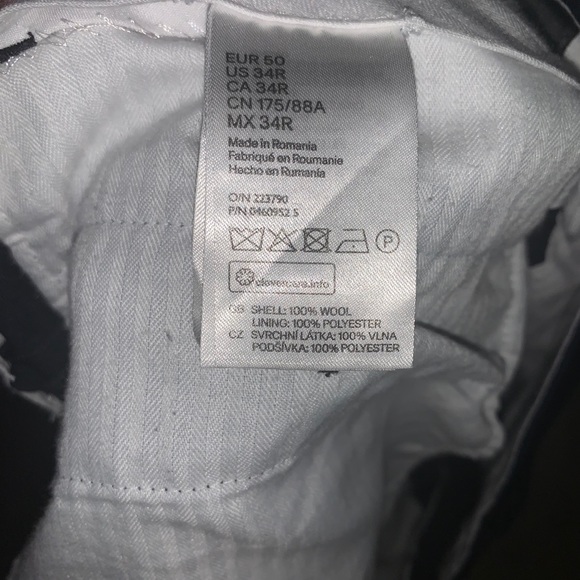 EUR 50
US 34R
CA 34R
CN 175/88A
MX 34R
Made in Romania
Fabriqué en Roumanie
Hecho en Rumanía
O/N 223790
P/N 0460952 5
P
clevercare.info
GB SHELL: 100% WOOL
LINING: 100% POLYESTER
CZ SVRCHNÍ LÁTKA: 100% VLNA
PODŠÍVKA: 100% POLYESTER